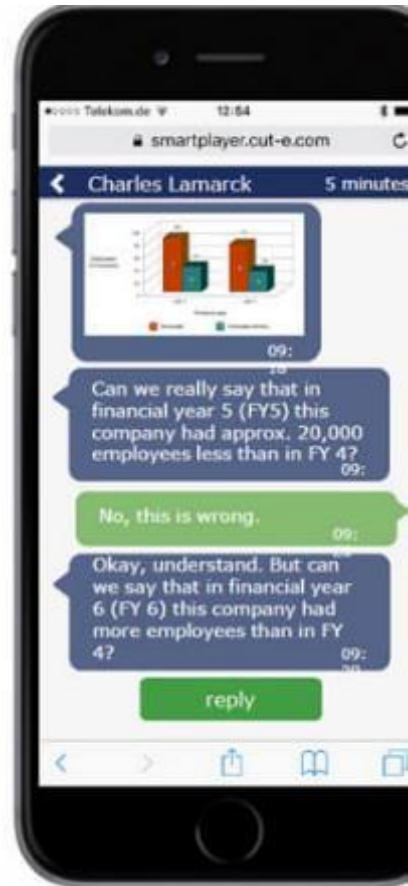 Telekom.de 12:54
smartplayer.cut-e.com
Charles Lamarck 5 minutes
09:
Can we really say that in
financial year 5 (FY5) this
company had approx. 20,000
employees less than in FY 4?
09:
No, this is wrong.
09:
Okay, understand. But can
we say that in financial year
6 (FY 6) this company had
more employees than in FY
4?
09:
reply